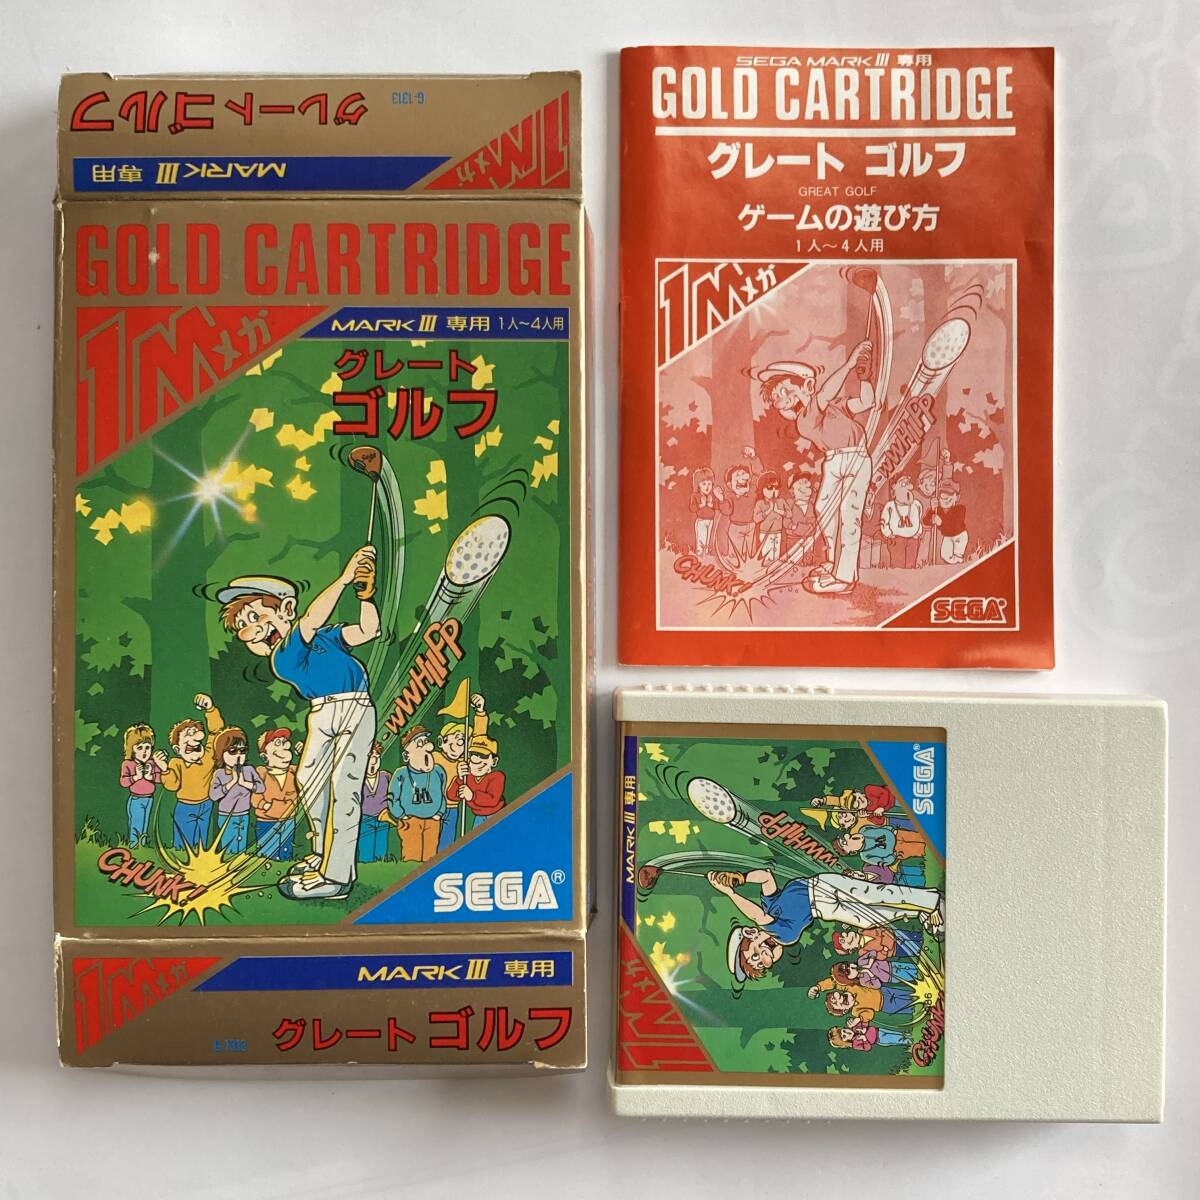 グレート ゴルフ
G-1313
MARK III 専用
1Mメガ
GOLD CARTRIDGE
1Mメガ
MARK III 専用 1人~4人用
グレート
ゴルフ
WWHIPP
CHUNK!
SEGA®
1Mメガ
MARK III 専用
グレート ゴルフ
G-1313
SEGA MARK III 専用
GOLD CARTRIDGE
グレート ゴルフ
GREAT GOLF
ゲームの遊び方
1人~4人用
1Mメガ
WWHIPP
CHUNK!
SEGA®
SEGA®
MARK III 専用
WWHIPP
1Mメガ
CHUNK!